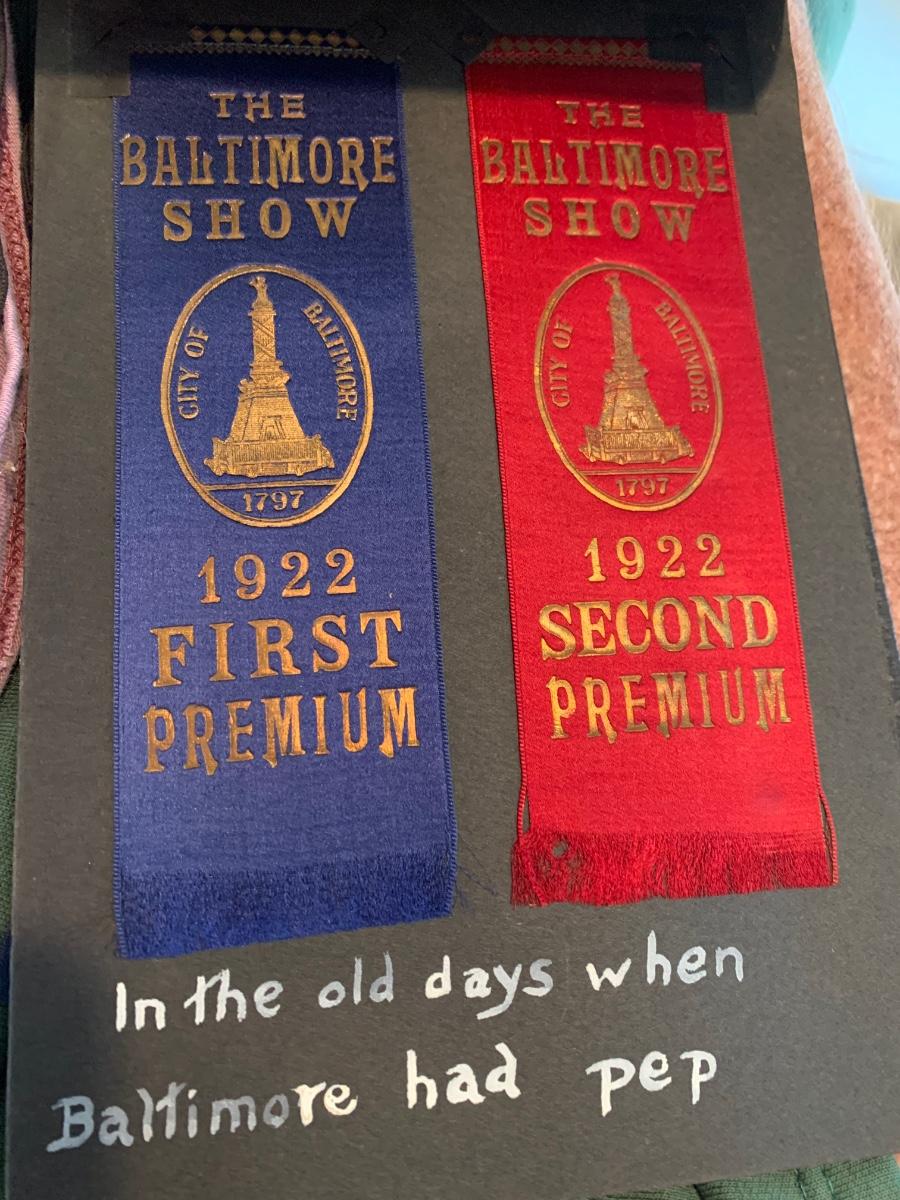 THE
BALTIMORE
SHOW
CITY OF BALTIMORE
1797
1922
FIRST
PREMIUM
THE
BALTIMORE
SHOW
CITY OF BALTIMORE
1797
1922
SECOND
PREMIUM
In the old days when
Baltimore had pep